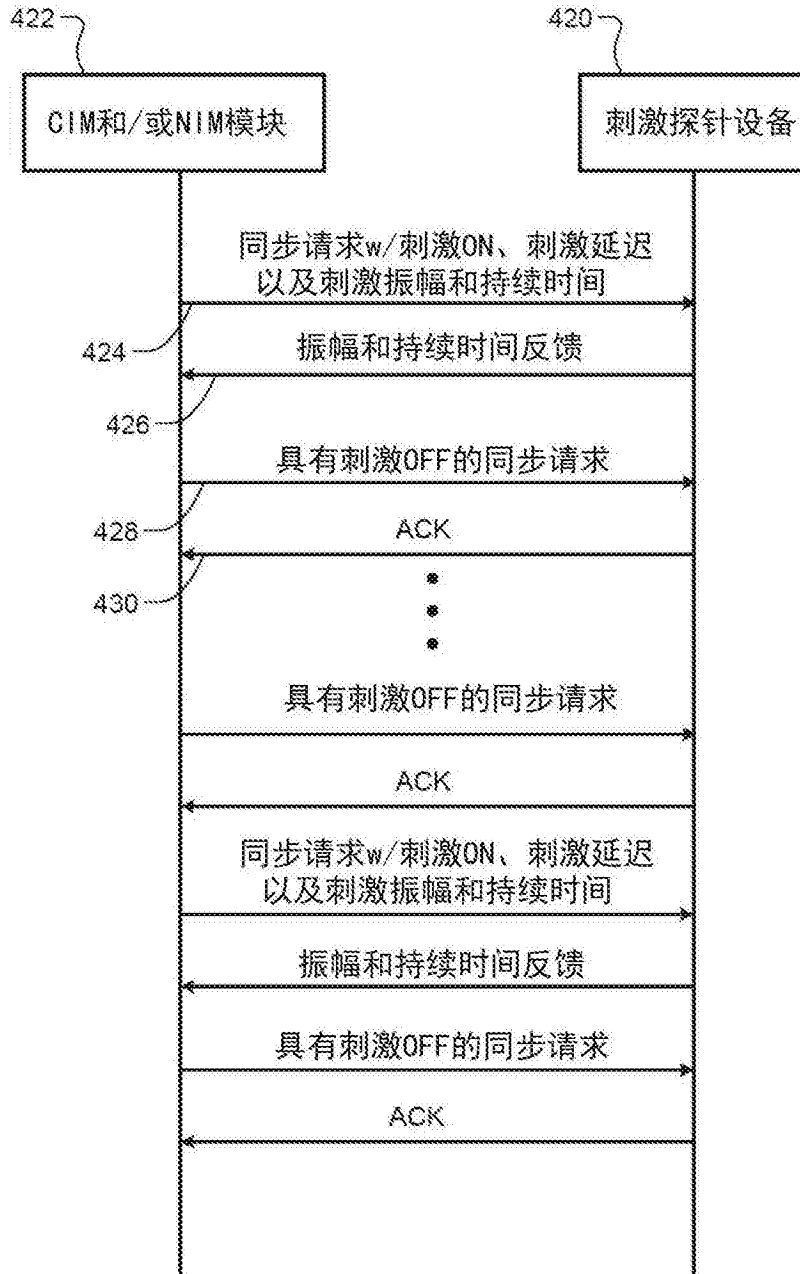 422
420
CIM和/或NIM模块
刺激探针设备
同步请求w/刺激ON、刺激延迟
以及刺激振幅和持续时间
424
振幅和持续时间反馈
426
具有刺激OFF的同步请求
428
ACK
430
具有刺激OFF的同步请求
ACK
同步请求w/刺激ON、刺激延迟
以及刺激振幅和持续时间
振幅和持续时间反馈
具有刺激OFF的同步请求
ACK